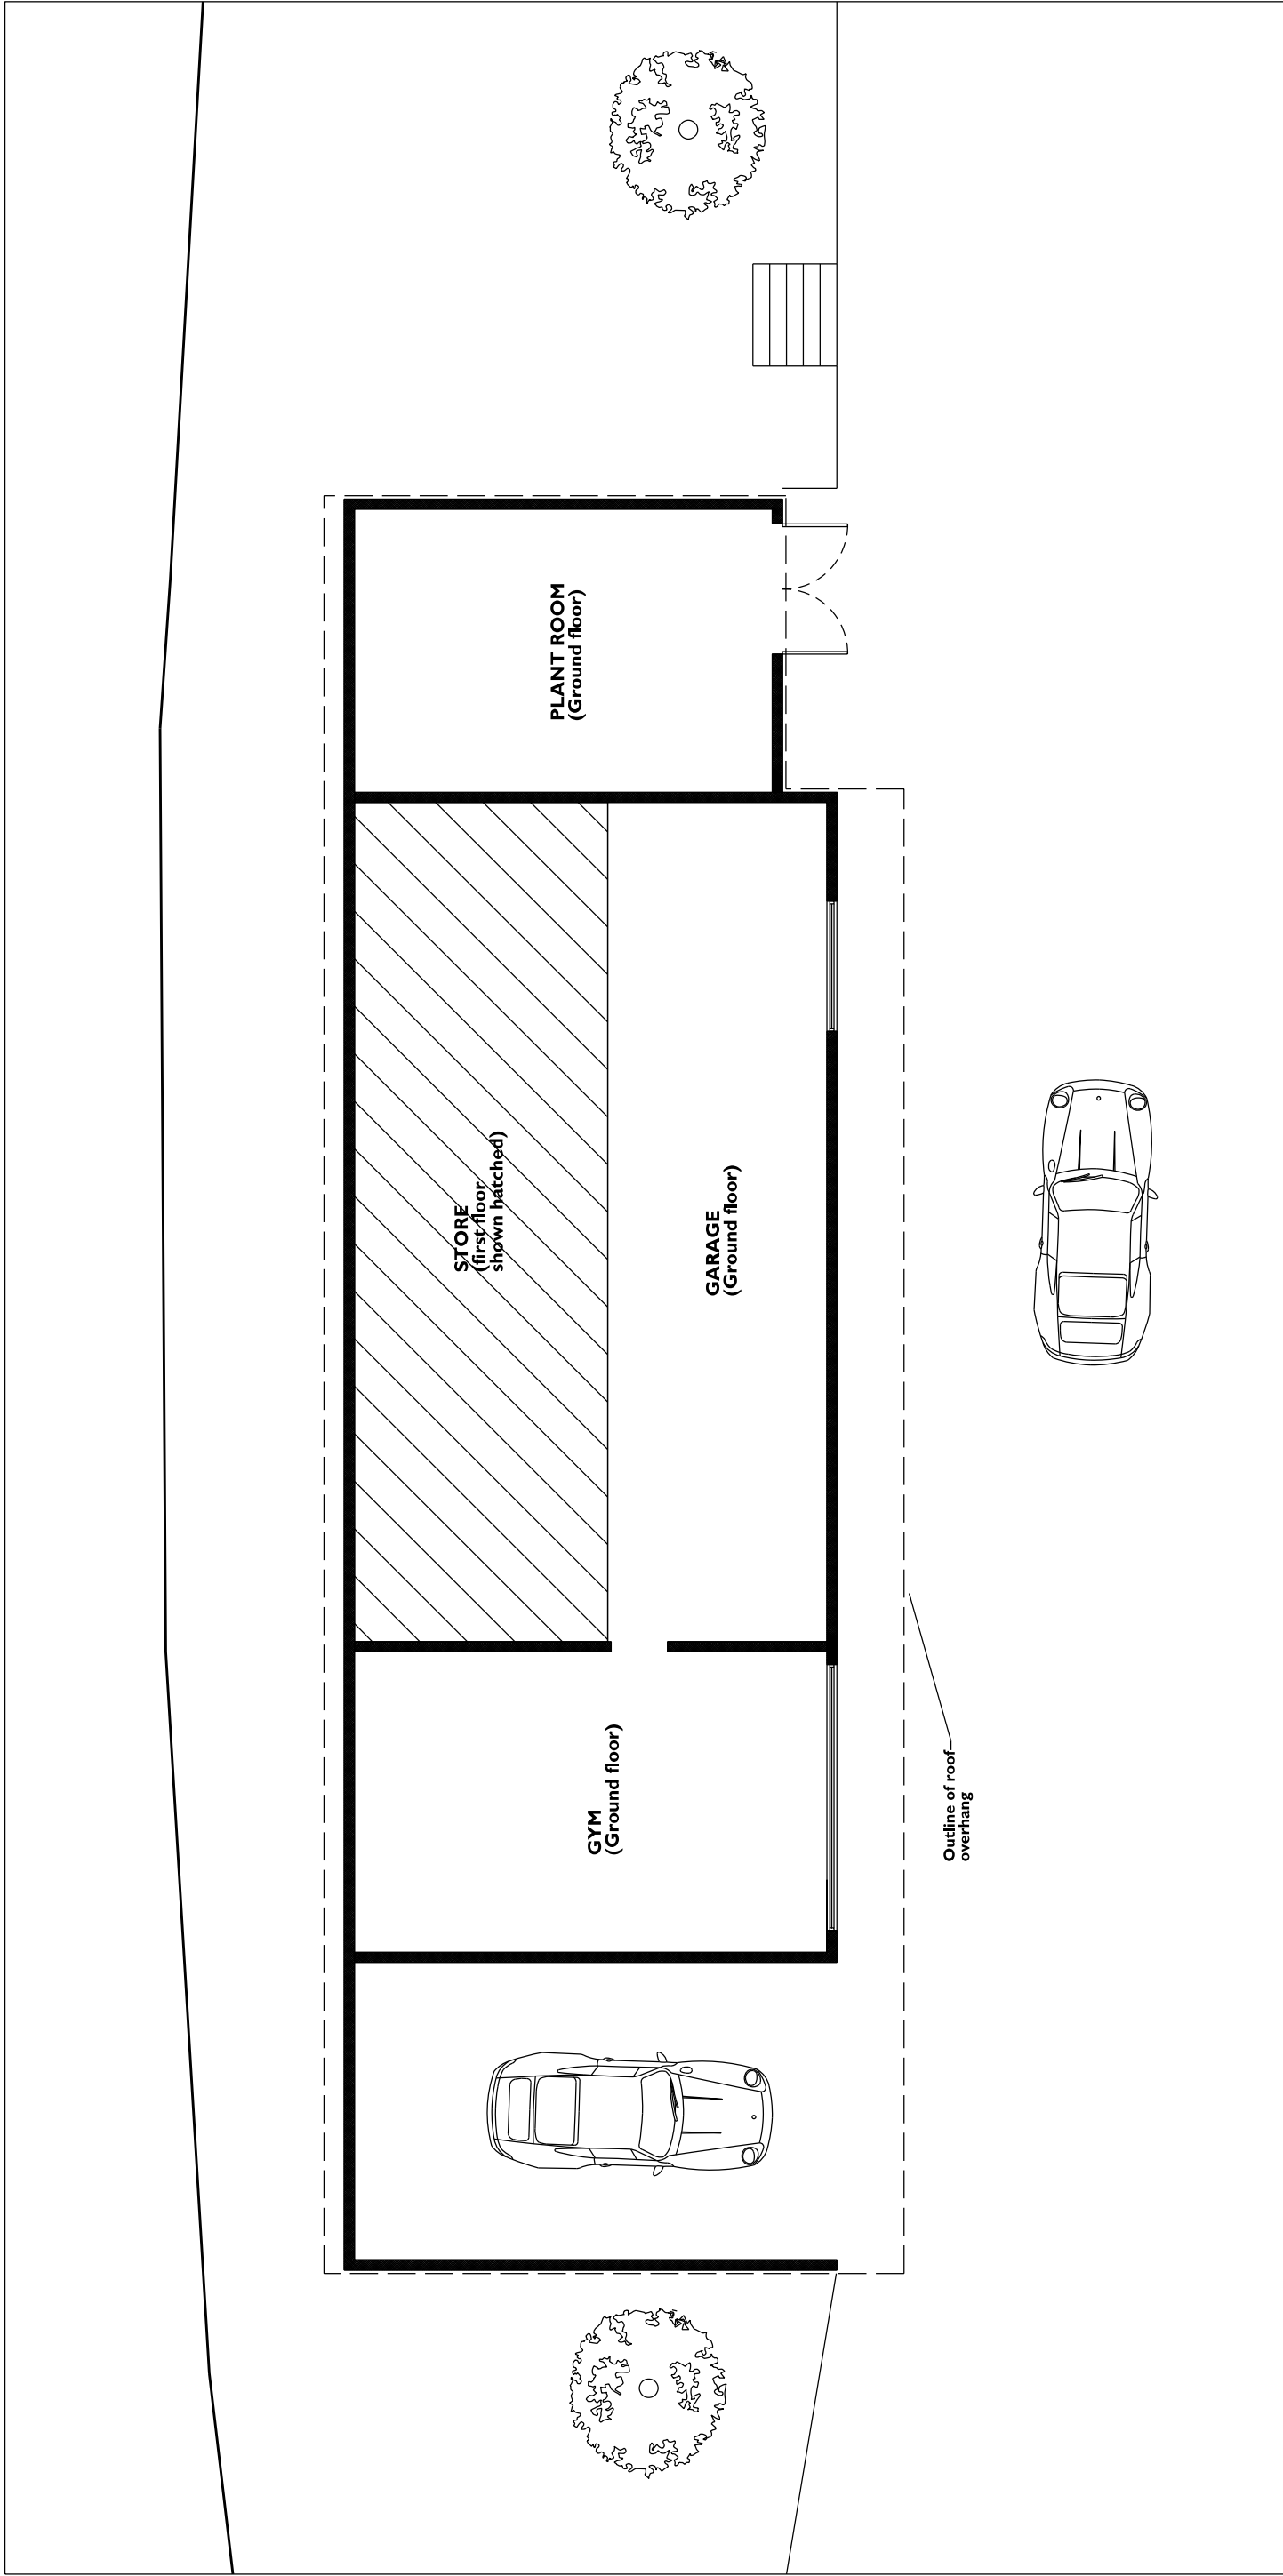 PLANT ROOM
(Ground floor)
STORE
(first floor
shown hatched)
GARAGE
(Ground floor)
GYM
(Ground floor)
Outline of roof
overhang